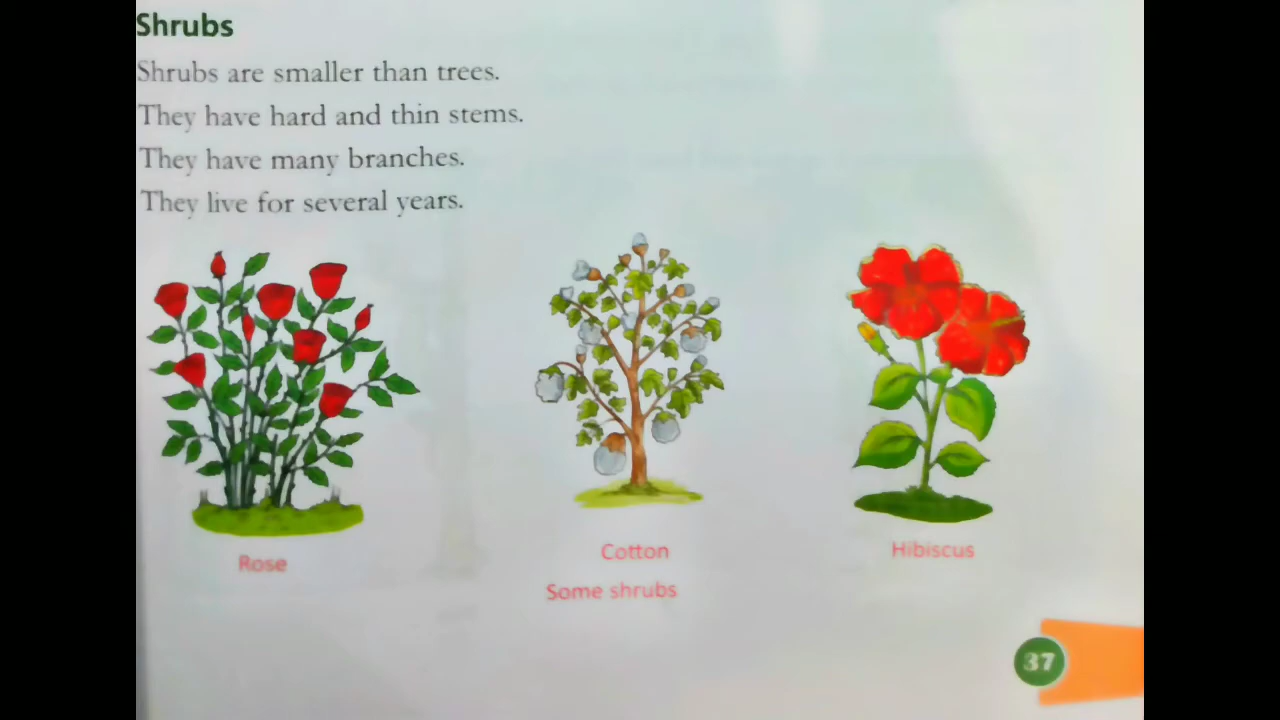 Shrubs
Shrubs are smaller than trees.
They have hard and thin stems.
They have many branches.
They live for several years.
Rose
Cotton
Hibiscus
Some shrubs
37